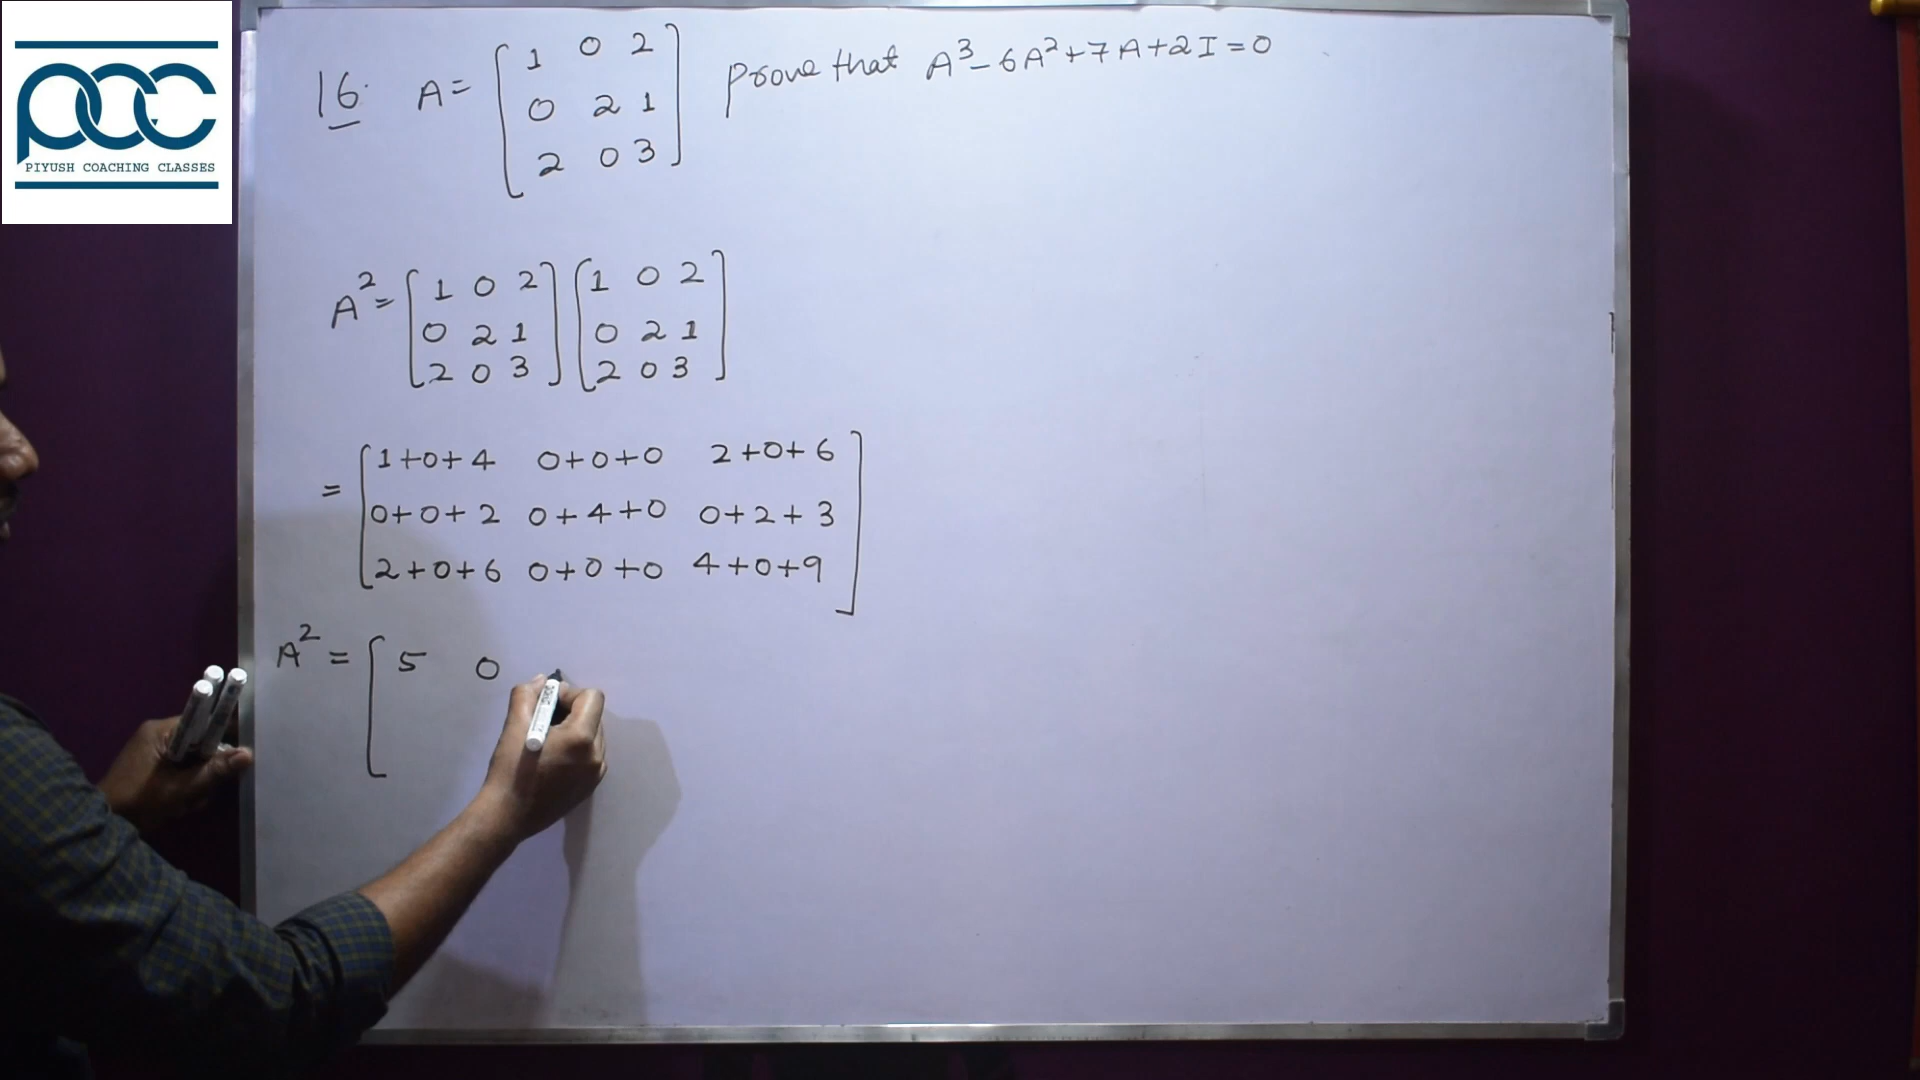 PCC
PIYUSH COACHING CLASSES
16. A = [ 1 0 2 prove that A³ - 6A² + 7A + 2I = 0
0 2 1
2 0 3 ]
A² = [ 1 0 2 ] [ 1 0 2 ]
0 2 1 0 2 1
2 0 3 2 0 3
= [ 1+0+4 0+0+0 2+0+6 ]
0+0+2 0+4+0 0+2+3
2+0+6 0+0+0 4+0+9
A² = [ 5 0